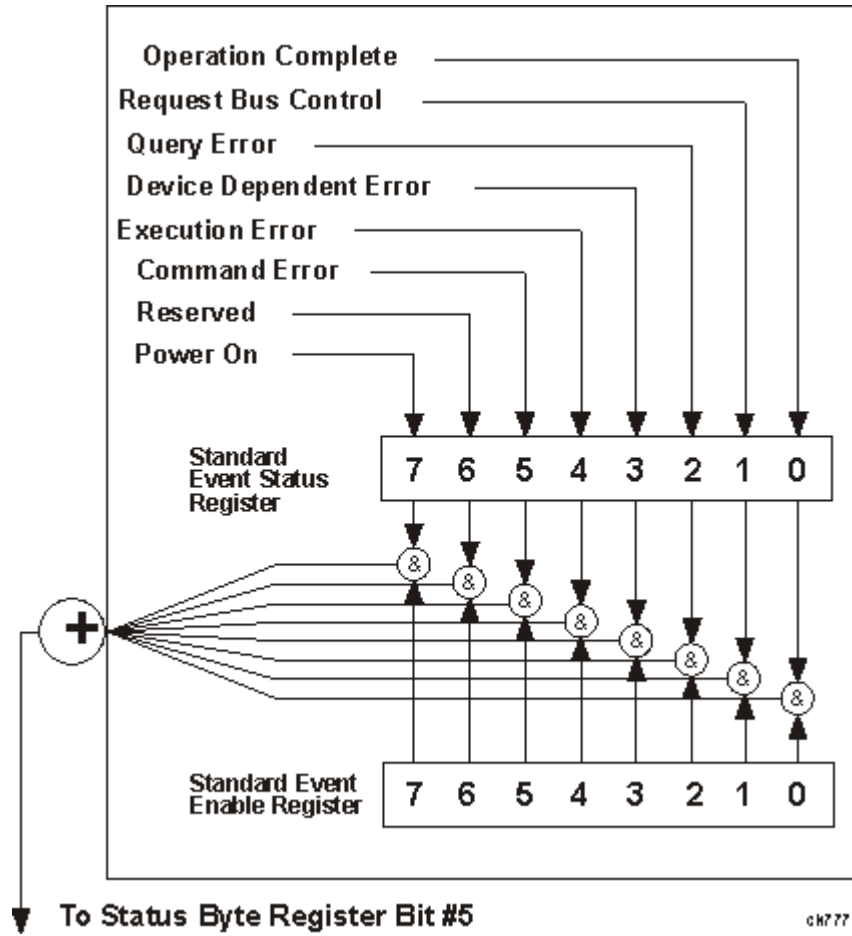 Operation Complete
Request Bus Control
Query Error
Device Dependent Error
Execution Error
Command Error
Reserved
Power On
Standard
Event Status
Register
7 6 5 4 3 2 1 0
&
&
&
&
&
&
&
&
+
Standard Event
Enable Register
7 6 5 4 3 2 1 0
To Status Byte Register Bit #5
ck777